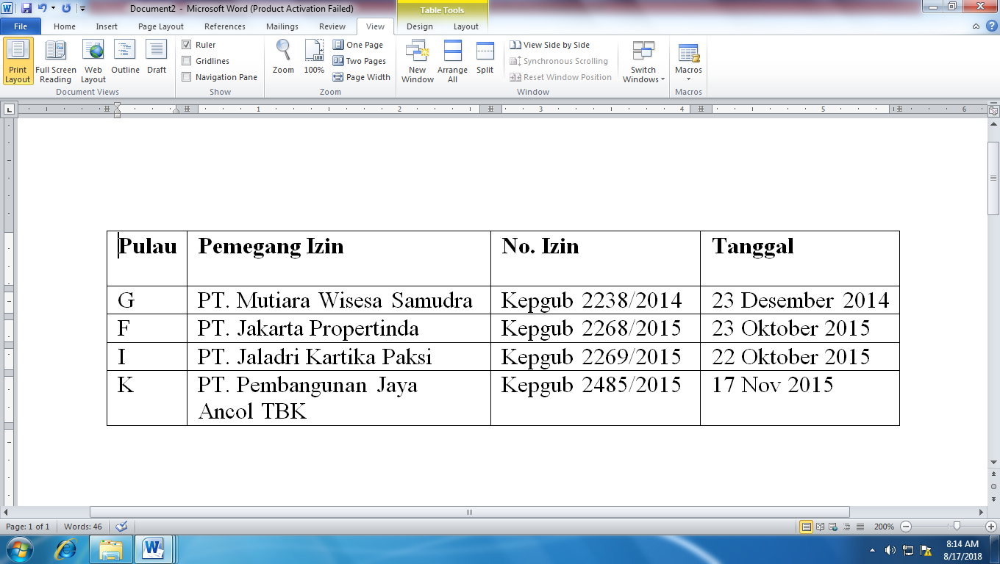 Document2 - Microsoft Word (Product Activation Failed)
Table Tools
File Home Insert Page Layout References Mailings Review View Design Layout
Print Layout
Full Screen Reading
Web Layout
Outline
Draft
Document Views
Ruler
Gridlines
Navigation Pane
Show
Zoom
100%
One Page
Two Pages
Page Width
Zoom
New Window
Arrange All
Split
View Side by Side
Synchronous Scrolling
Reset Window Position
Window
Switch Windows
Macros
Macros
1 2 3 4 5 6
Pulau Pemegang Izin No. Izin Tanggal
G PT. Mutiara Wisesa Samudra Kepgub 2238/2014 23 Desember 2014
F PT. Jakarta Propertinda Kepgub 2268/2015 23 Oktober 2015
I PT. Jaladri Kartika Paksi Kepgub 2269/2015 22 Oktober 2015
K PT. Pembangunan Jaya Kepgub 2485/2015 17 Nov 2015
Ancol TBK
Page: 1 of 1 Words: 46 200%
8:14 AM
8/17/2018